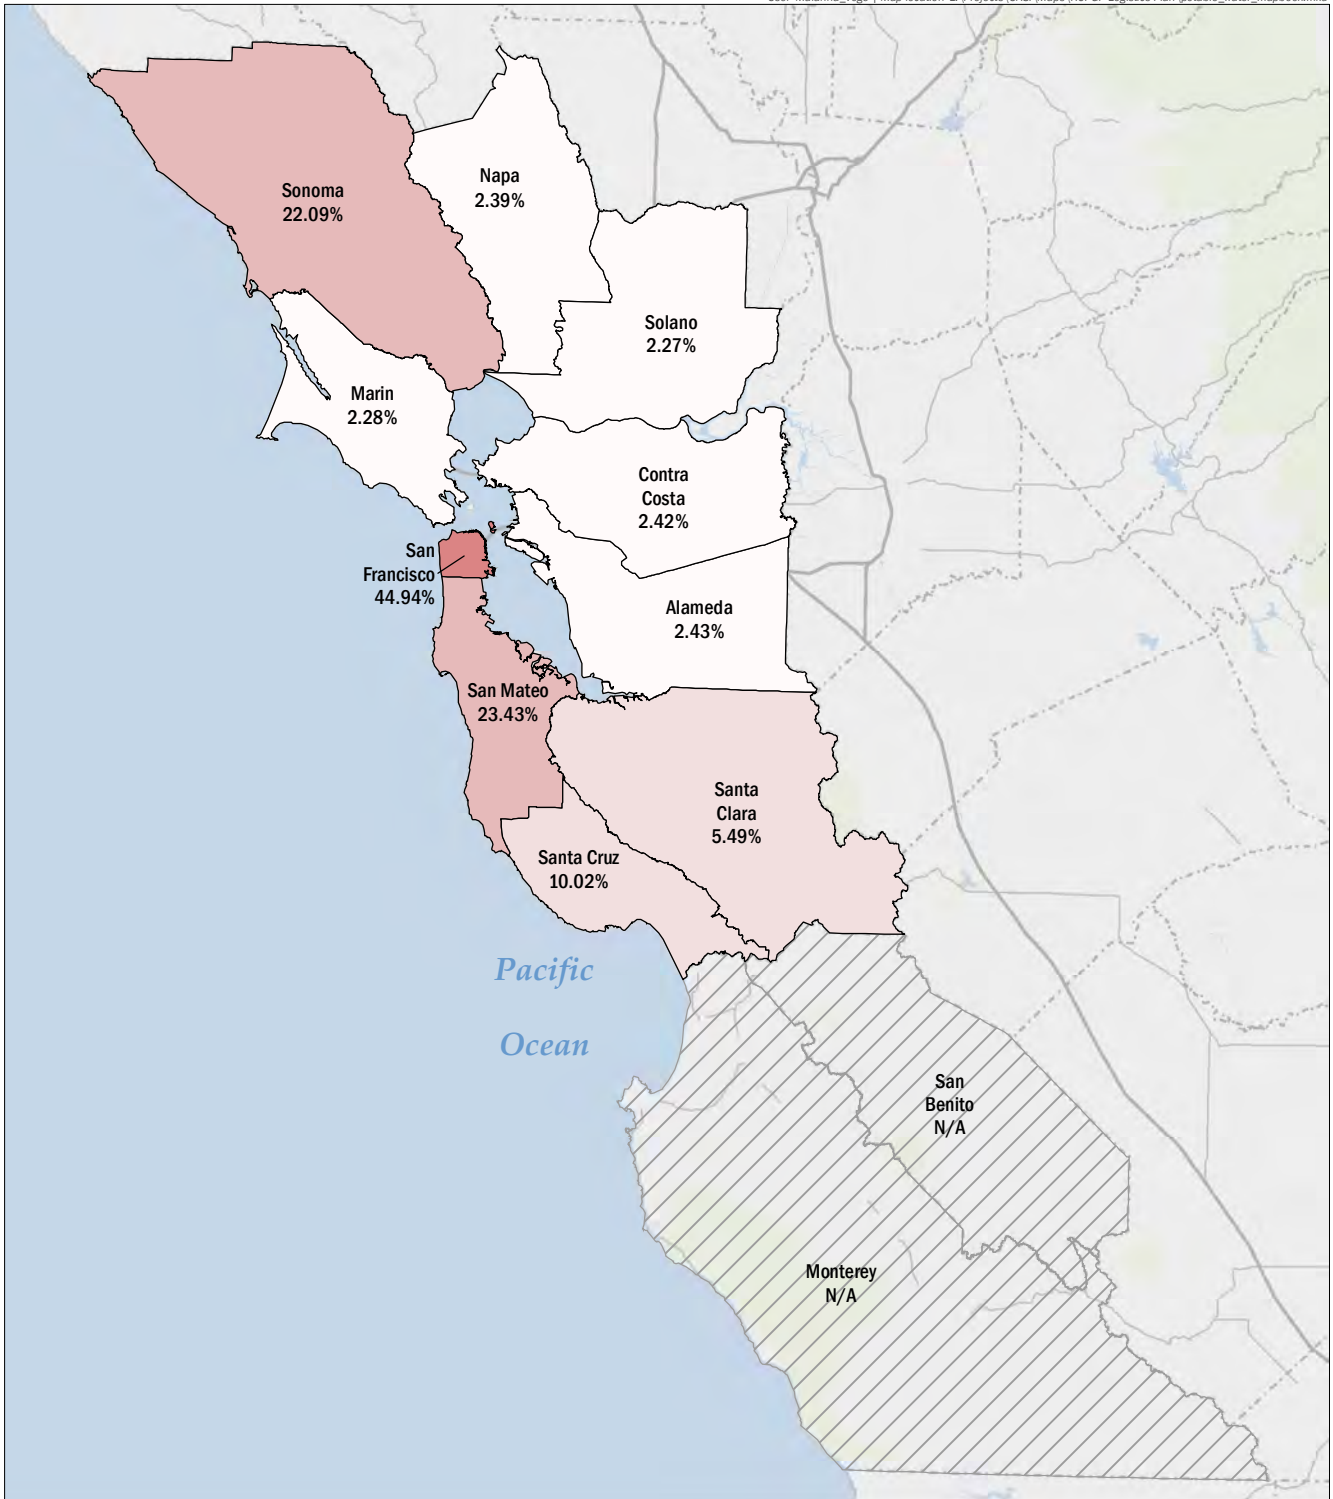 Sonoma
22.09%
Napa
2.39%
Solano
2.27%
Marin
2.28%
Contra
Costa
2.42%
San
Francisco
44.94%
Alameda
2.43%
San Mateo
23.43%
Santa
Clara
5.49%
Santa Cruz
10.02%
Pacific
Ocean
San
Benito
N/A
Monterey
N/A